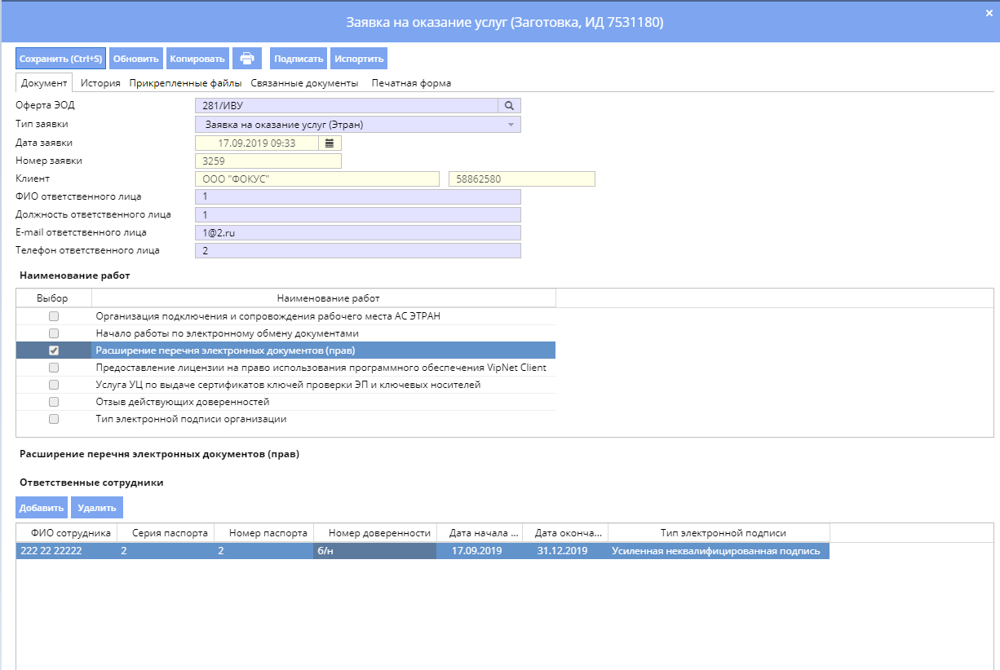 Заявка на оказание услуг (Заготовка, ИД 7531180)
Сохранить (Ctrl+S) Обновить Копировать Подписать Испортить
Документ История Прикрепленные файлы Связанные документы Печатная форма
Оферта ЭОД 281/ИВУ
Тип заявки Заявка на оказание услуг (Этран)
Дата заявки 17.09.2019 09:33
Номер заявки 3259
Клиент ООО "ФОКУС" 58862580
ФИО ответственного лица 1
Должность ответственного лица 1
E-mail ответственного лица 1@2.ru
Телефон ответственного лица 2
Наименование работ
Выбор Наименование работ
Организация подключения и сопровождения рабочего места АС ЭТРАН
Начало работы по электронному обмену документами
Расширение перечня электронных документов (прав)
Предоставление лицензии на право использования программного обеспечения VipNet Client
Услуга УЦ по выдаче сертификатов ключей проверки ЭП и ключевых носителей
Отзыв действующих доверенностей
Тип электронной подписи организации
Расширение перечня электронных документов (прав)
Ответственные сотрудники
Добавить Удалить
ФИО сотрудника Серия паспорта Номер паспорта Номер доверенности Дата начала ... Дата оконча... Тип электронной подписи
222 22 22222 2 2 б/н 17.09.2019 31.12.2019 Усиленная неквалифицированная подпись